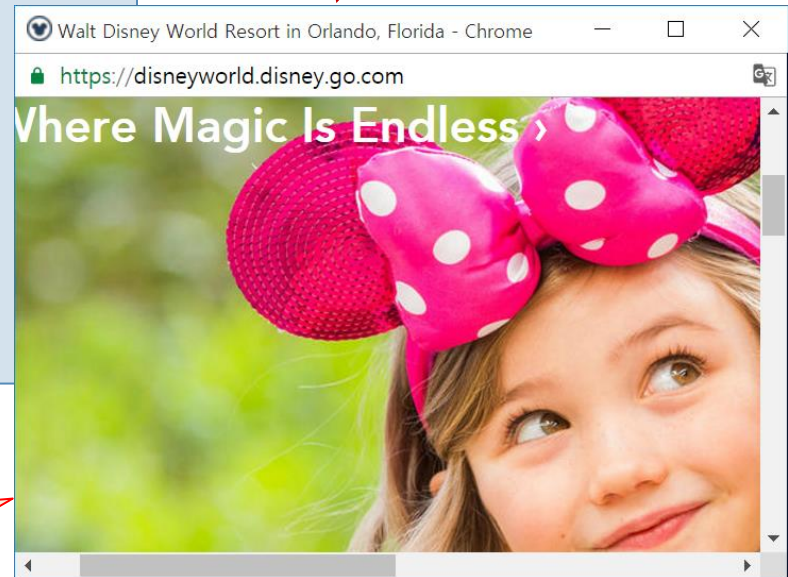 Walt Disney World Resort in Orlando, Florida - Chrome
https://disneyworld.disney.go.com
Where Magic Is Endless ›